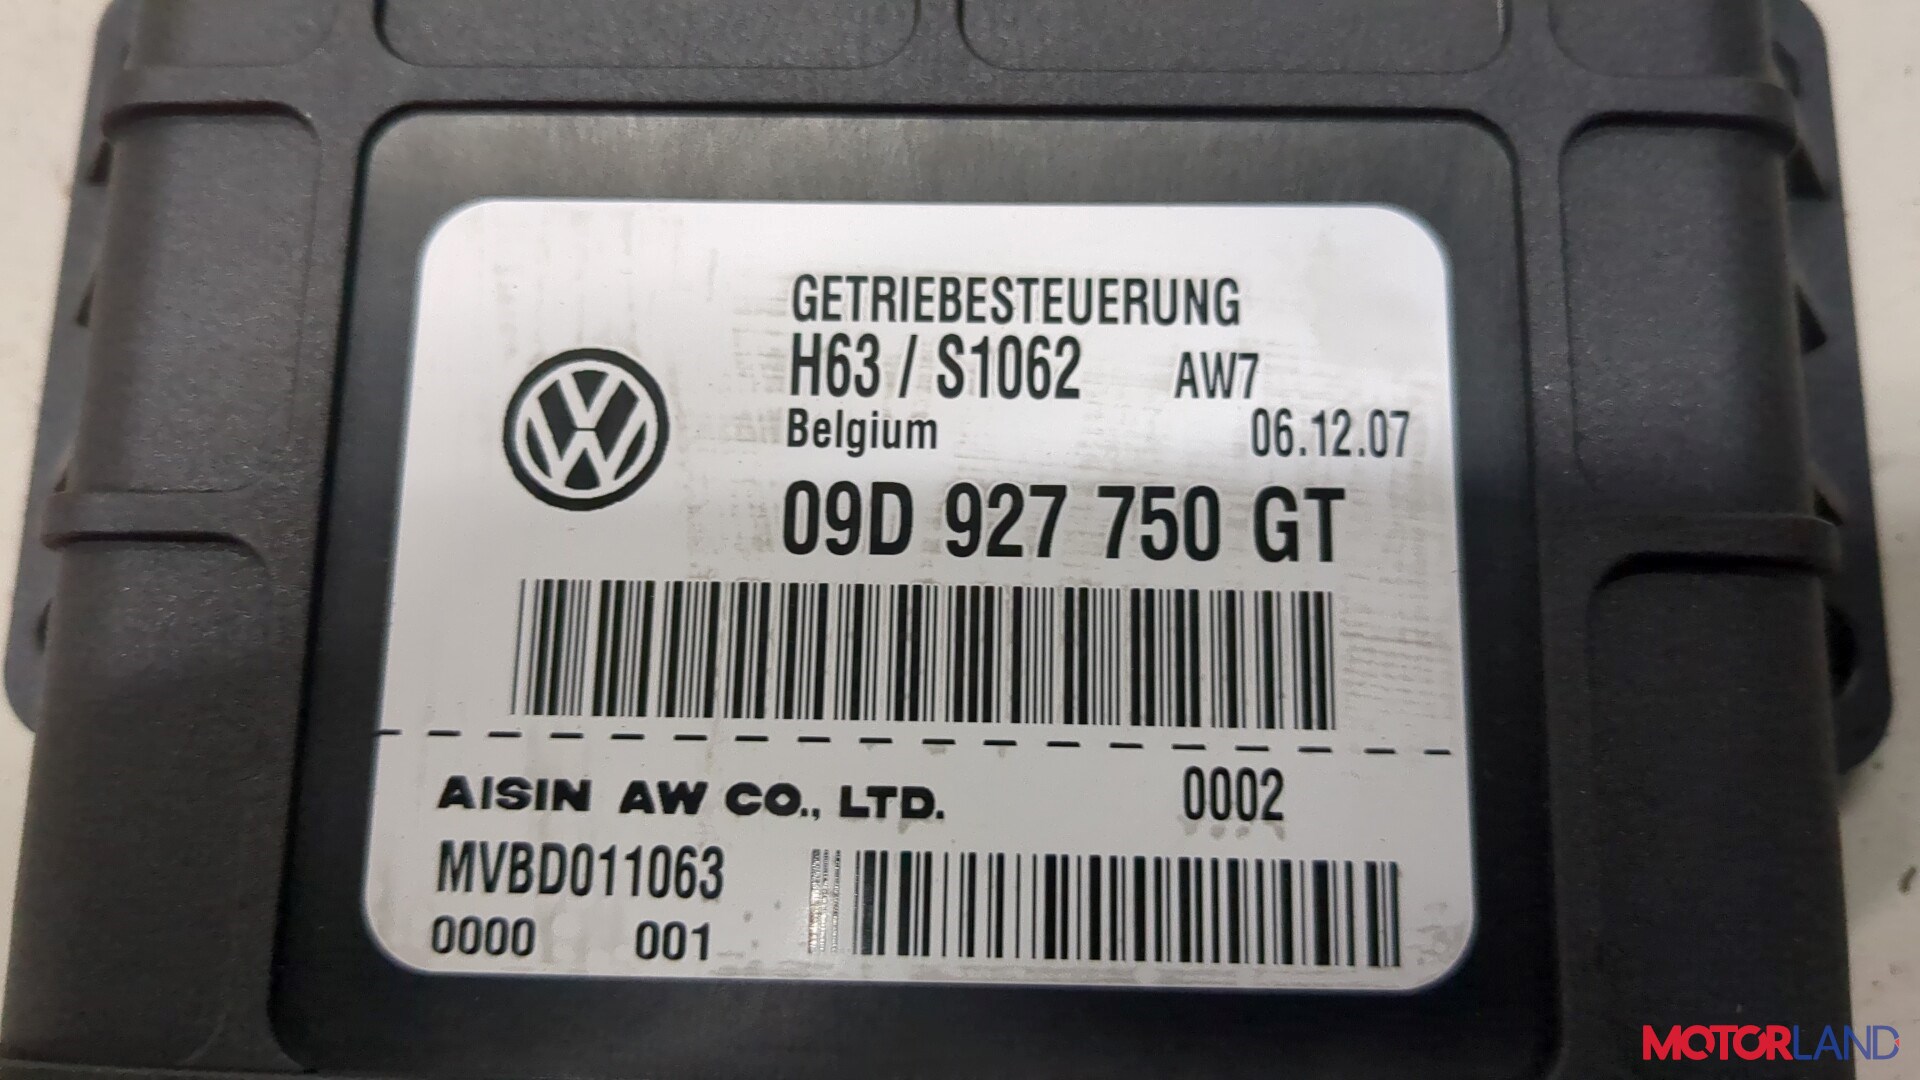 GETRIEBESTEUERUNG
H63 / S1062 AW7
Belgium 06.12.07
09D 927 750 GT
AISIN AW CO., LTD. 0002
MVBD011063
0000 001
MOTORLAND